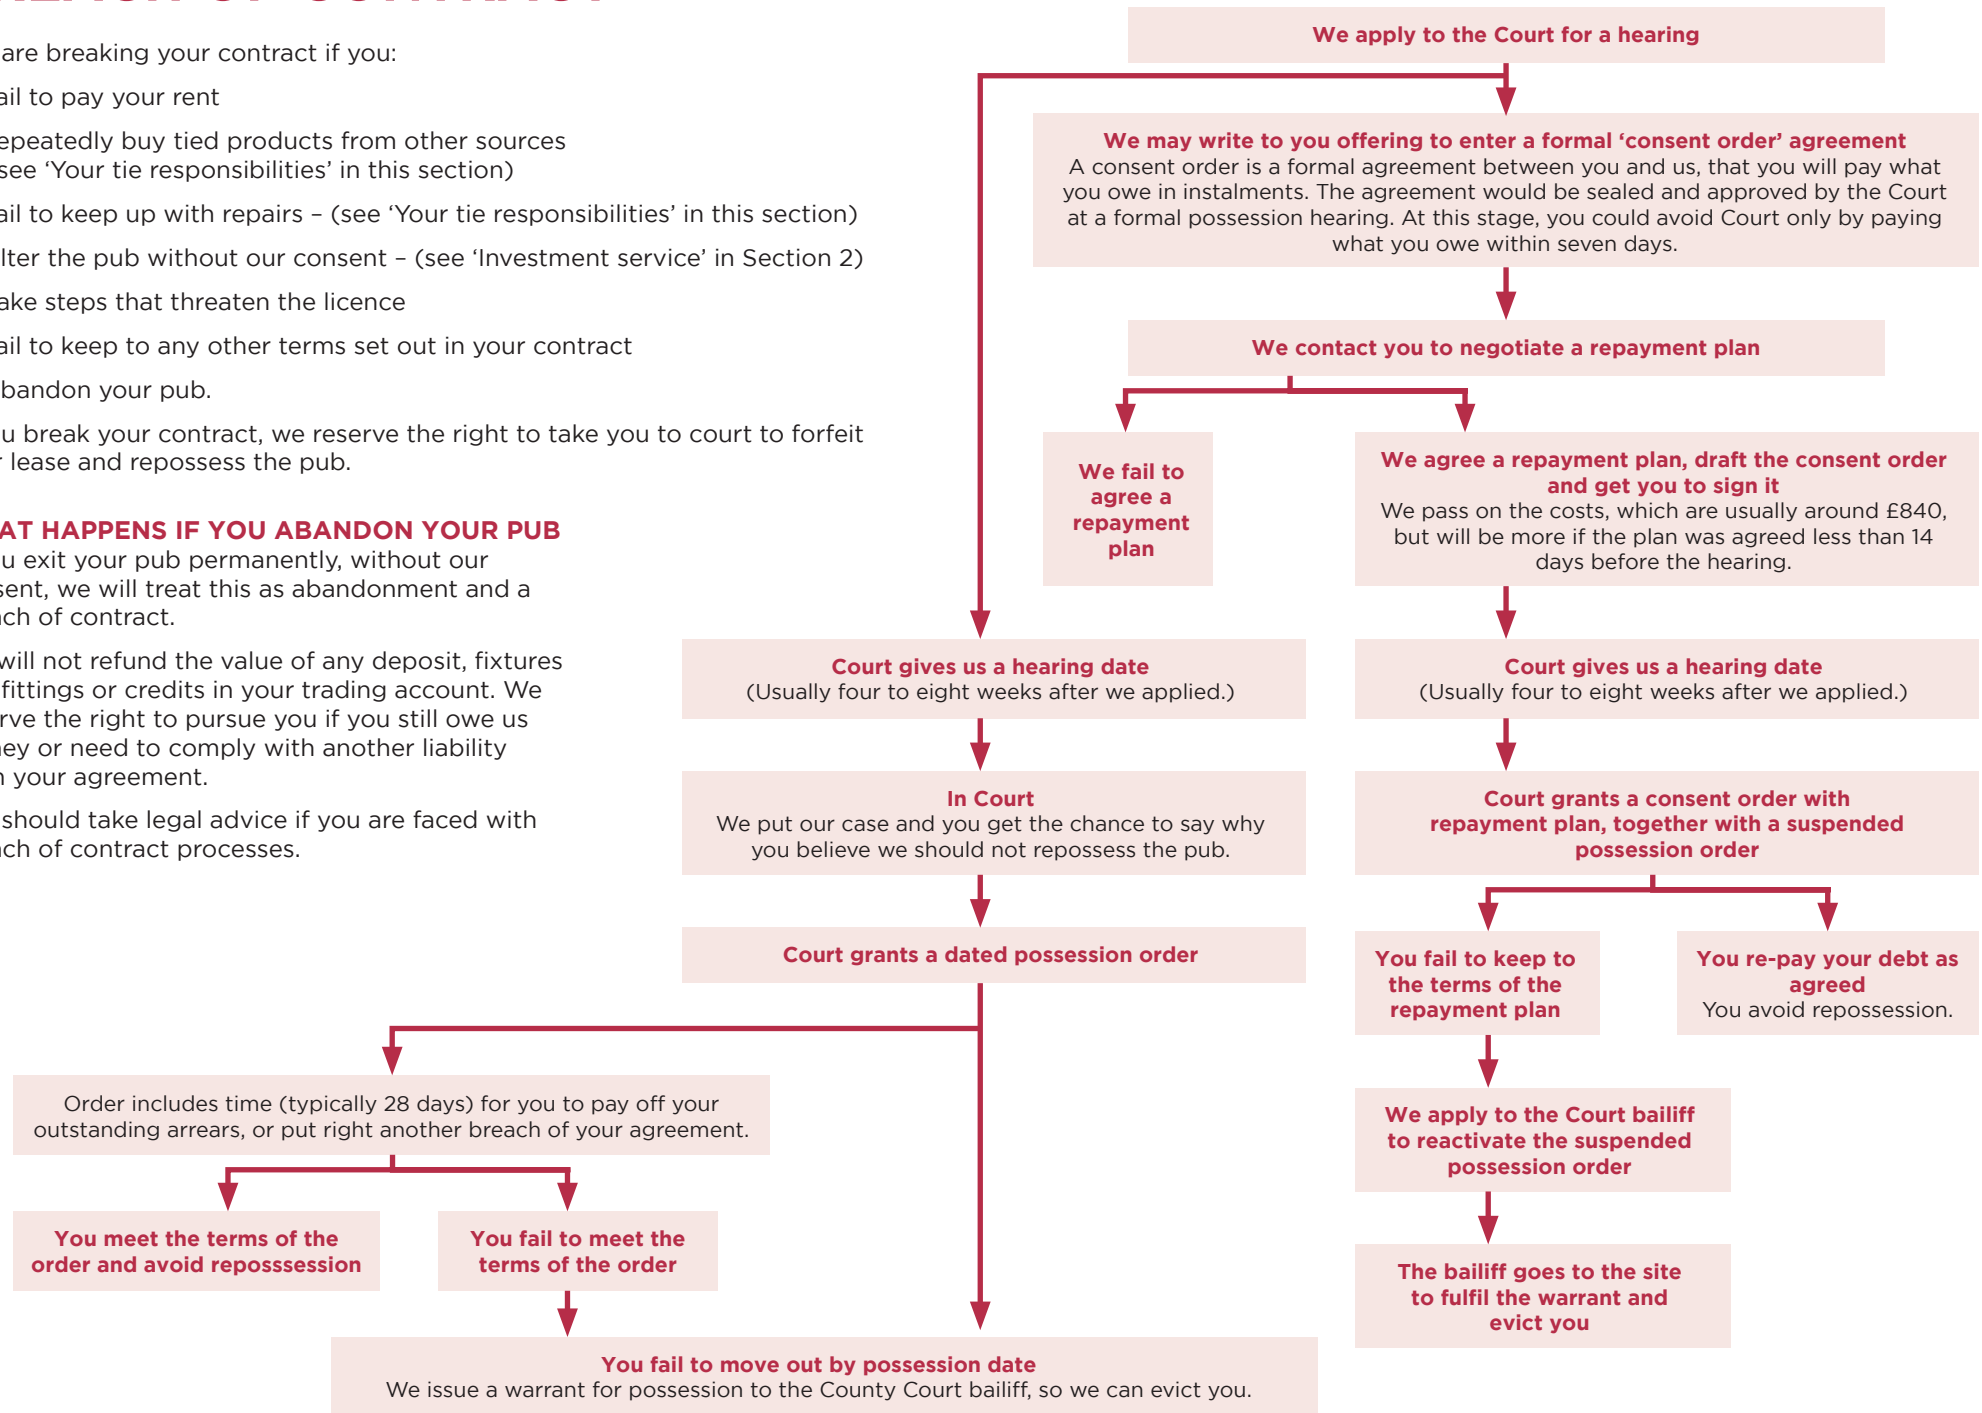 REACH OF CONTRACT
are breaking your contract if you:
ail to pay your rent
epeatedly buy tied products from other sources
see ‘Your tie responsibilities’ in this section)
ail to keep up with repairs – (see ‘Your tie responsibilities’ in this section)
lter the pub without our consent – (see ‘Investment service’ in Section 2)
ake steps that threaten the licence
ail to keep to any other terms set out in your contract
bandon your pub.
u break your contract, we reserve the right to take you to court to forfeit
r lease and repossess the pub.
AT HAPPENS IF YOU ABANDON YOUR PUB
u exit your pub permanently, without our
sent, we will treat this as abandonment and a
ach of contract.
will not refund the value of any deposit, fixtures
fittings or credits in your trading account. We
rve the right to pursue you if you still owe us
ney or need to comply with another liability
n your agreement.
should take legal advice if you are faced with
ach of contract processes.
We apply to the Court for a hearing
We may write to you offering to enter a formal ‘consent order’ agreement
A consent order is a formal agreement between you and us, that you will pay what
you owe in instalments. The agreement would be sealed and approved by the Court
at a formal possession hearing. At this stage, you could avoid Court only by paying
what you owe within seven days.
We contact you to negotiate a repayment plan
We fail to
agree a
repayment
plan
We agree a repayment plan, draft the consent order
and get you to sign it
We pass on the costs, which are usually around £840,
but will be more if the plan was agreed less than 14
days before the hearing.
Court gives us a hearing date
(Usually four to eight weeks after we applied.)
Court gives us a hearing date
(Usually four to eight weeks after we applied.)
In Court
We put our case and you get the chance to say why
you believe we should not repossess the pub.
Court grants a consent order with
repayment plan, together with a suspended
possession order
Court grants a dated possession order
You fail to keep to
the terms of the
repayment plan
You re-pay your debt as
agreed
You avoid repossession.
Order includes time (typically 28 days) for you to pay off your
outstanding arrears, or put right another breach of your agreement.
We apply to the Court bailiff
to reactivate the suspended
possession order
You meet the terms of the
order and avoid reposssession
You fail to meet the
terms of the order
The bailiff goes to the site
to fulfil the warrant and
evict you
You fail to move out by possession date
We issue a warrant for possession to the County Court bailiff, so we can evict you.